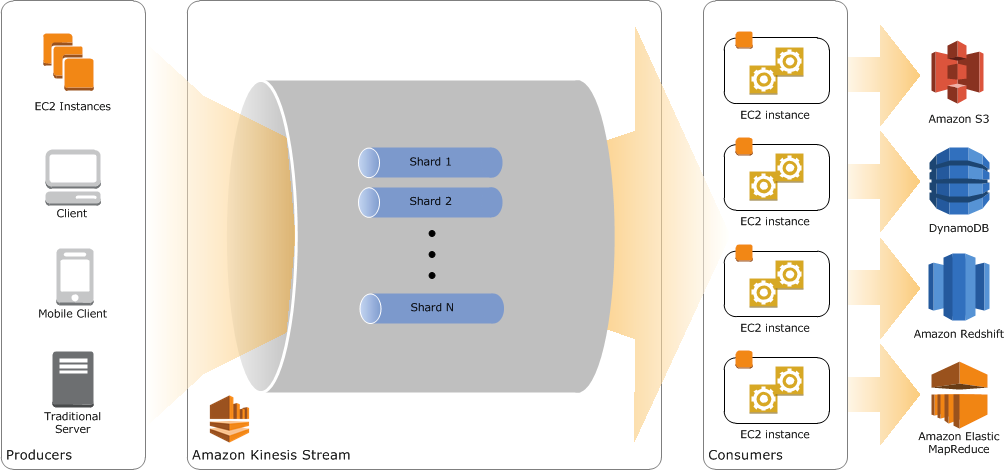 EC2 Instances
Client
Mobile Client
Traditional
Server
Producers
Shard 1
Shard 2
Shard N
Amazon Kinesis Stream
EC2 instance
EC2 instance
EC2 instance
EC2 instance
Consumers
Amazon S3
DynamoDB
Amazon Redshift
Amazon Elastic
MapReduce